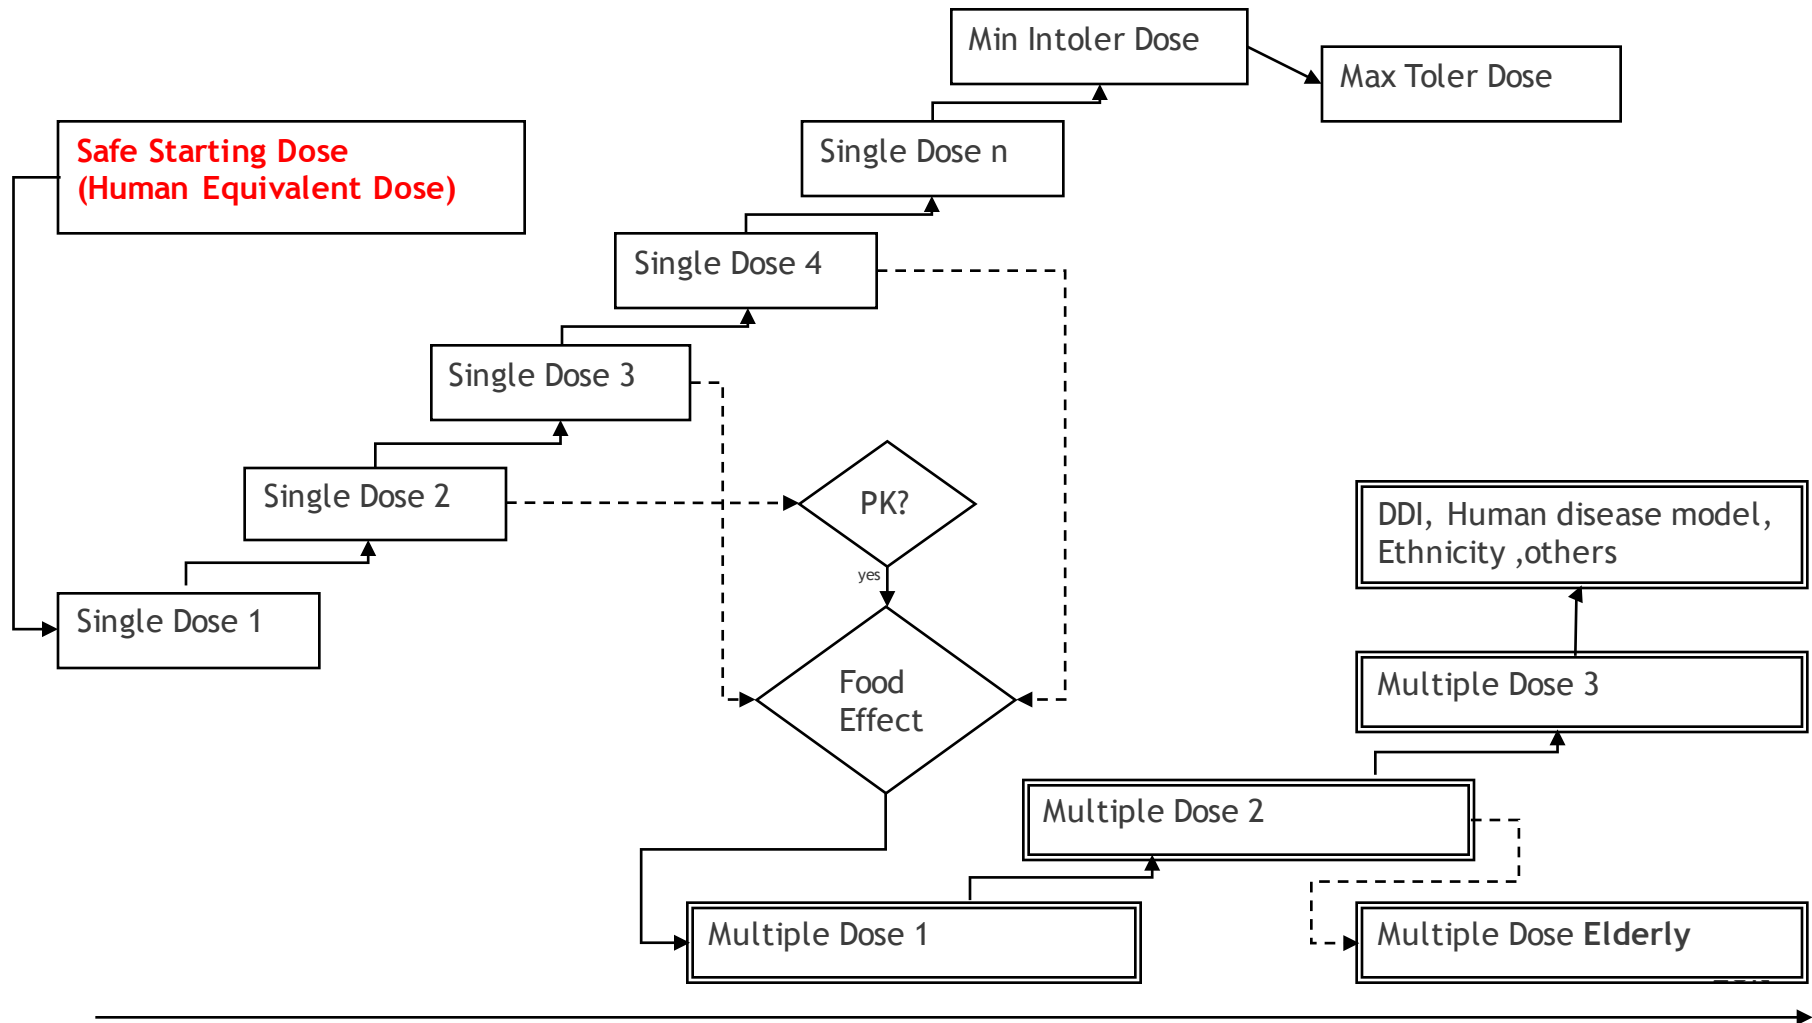 Min Intoler Dose
Max Toler Dose
Safe Starting Dose
(Human Equivalent Dose)
Single Dose n
Single Dose 4
Single Dose 3
Single Dose 2
PK?
yes
Single Dose 1
Food
Effect
DDI, Human disease model,
Ethnicity ,others
Multiple Dose 3
Multiple Dose 2
Multiple Dose 1
Multiple Dose Elderly